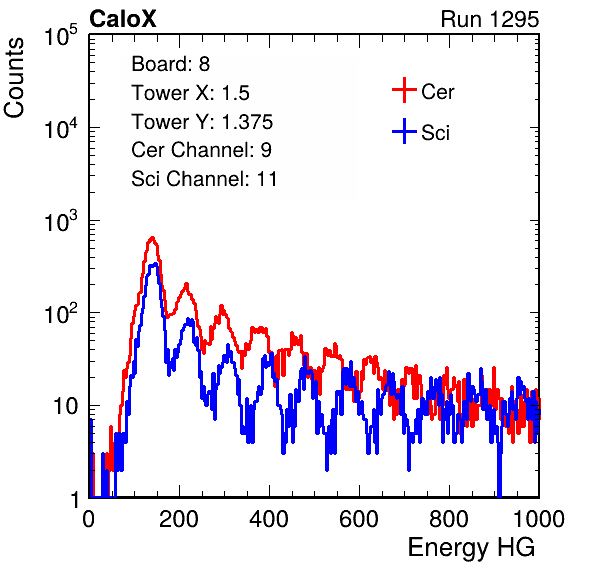 CaloX Run 1295
Counts
10^5
10^4
10^3
10^2
10
1
Board: 8
Tower X: 1.5
Tower Y: 1.375
Cer Channel: 9
Sci Channel: 11
Cer
Sci
0 200 400 600 800 1000
Energy HG